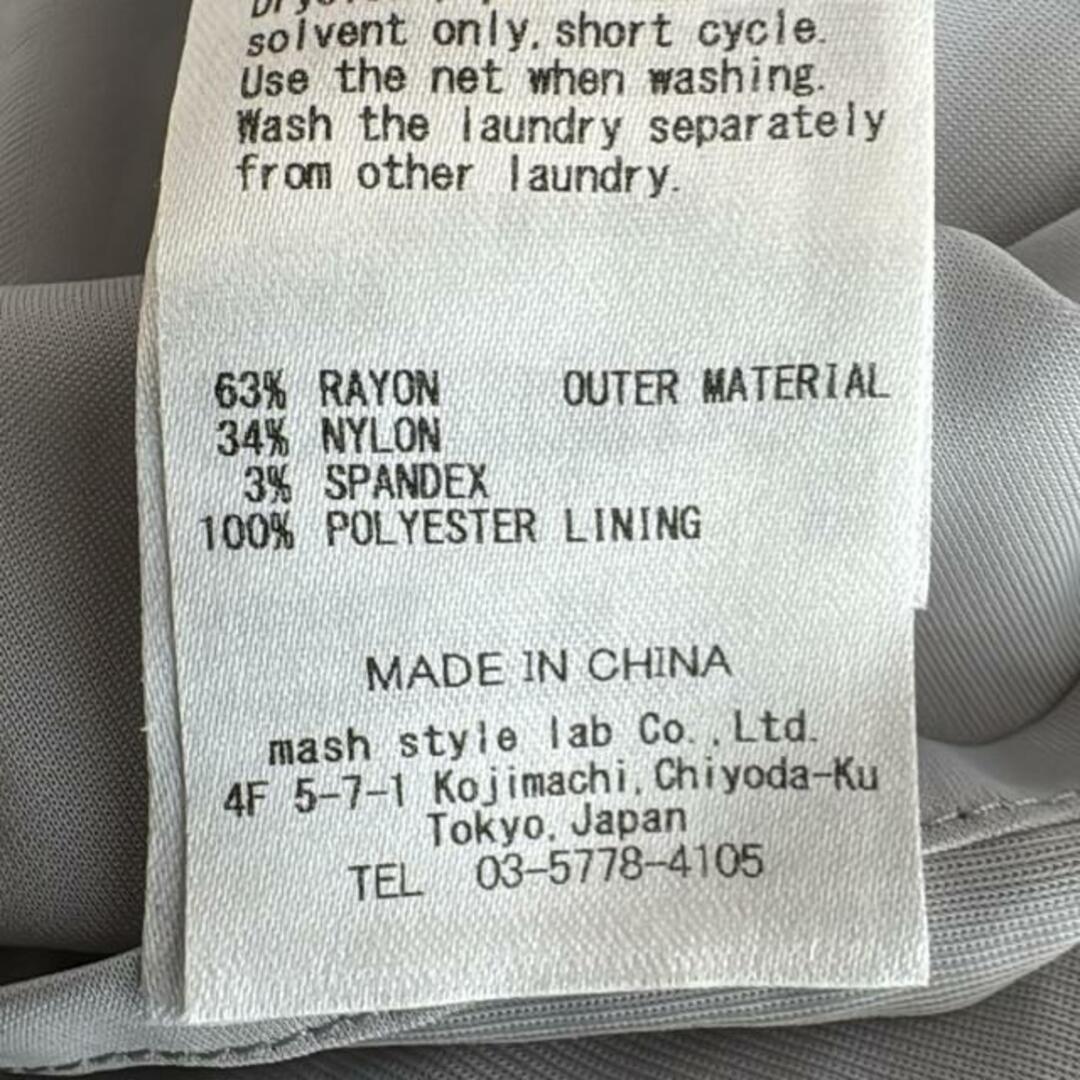 solvent only, short cycle.
Use the net when washing.
Wash the laundry separately
from other laundry.
63% RAYON OUTER MATERIAL
34% NYLON
3% SPANDEX
100% POLYESTER LINING
MADE IN CHINA
mash style lab Co.,Ltd.
4F 5-7-1 Kojimachi,Chiyoda-Ku
Tokyo,Japan
TEL 03-5778-4105